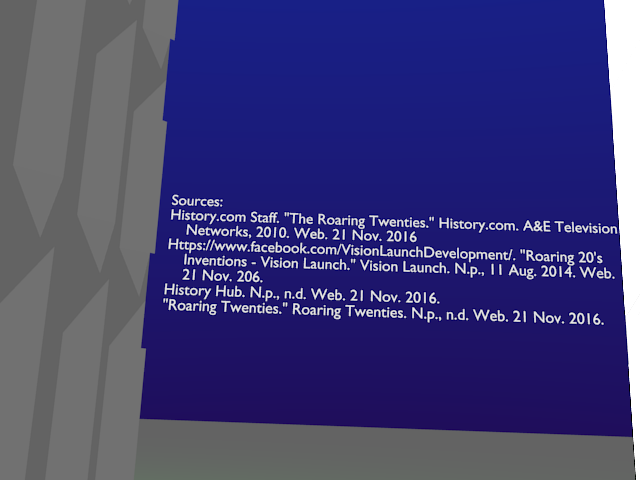 Sources:
History.com Staff. "The Roaring Twenties." History.com. A&E Television
Networks, 2010. Web. 21 Nov. 2016
Https://www.facebook.com/VisionLaunchDevelopment/. "Roaring 20's
Inventions - Vision Launch." Vision Launch. N.p., 11 Aug. 2014. Web.
21 Nov. 206.
History Hub. N.p., n.d. Web. 21 Nov. 2016.
"Roaring Twenties." Roaring Twenties. N.p., n.d. Web. 21 Nov. 2016.